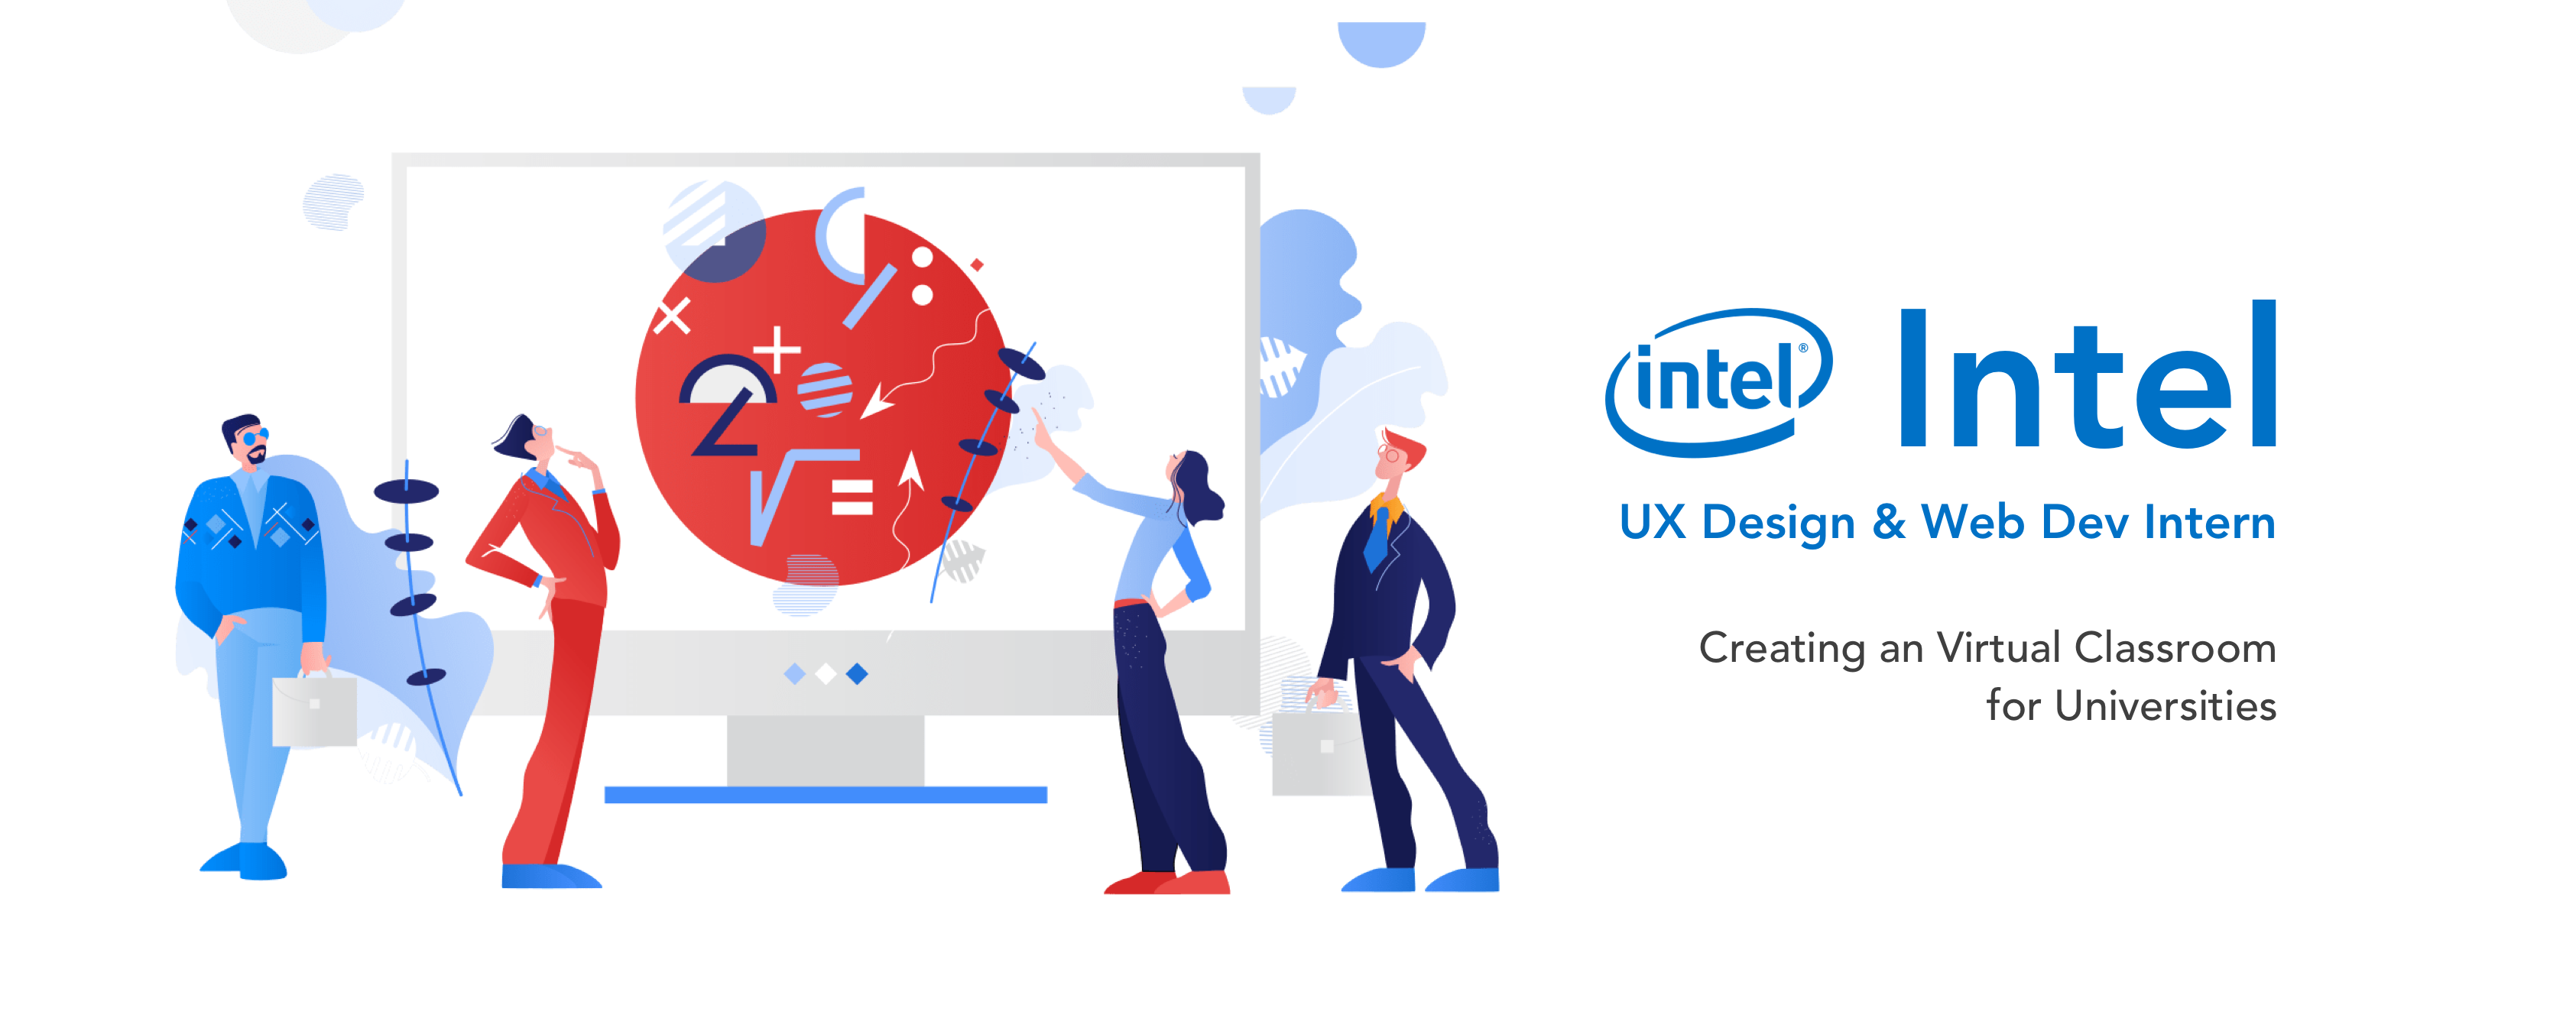 intel®
Intel
UX Design & Web Dev Intern
Creating an Virtual Classroom
for Universities